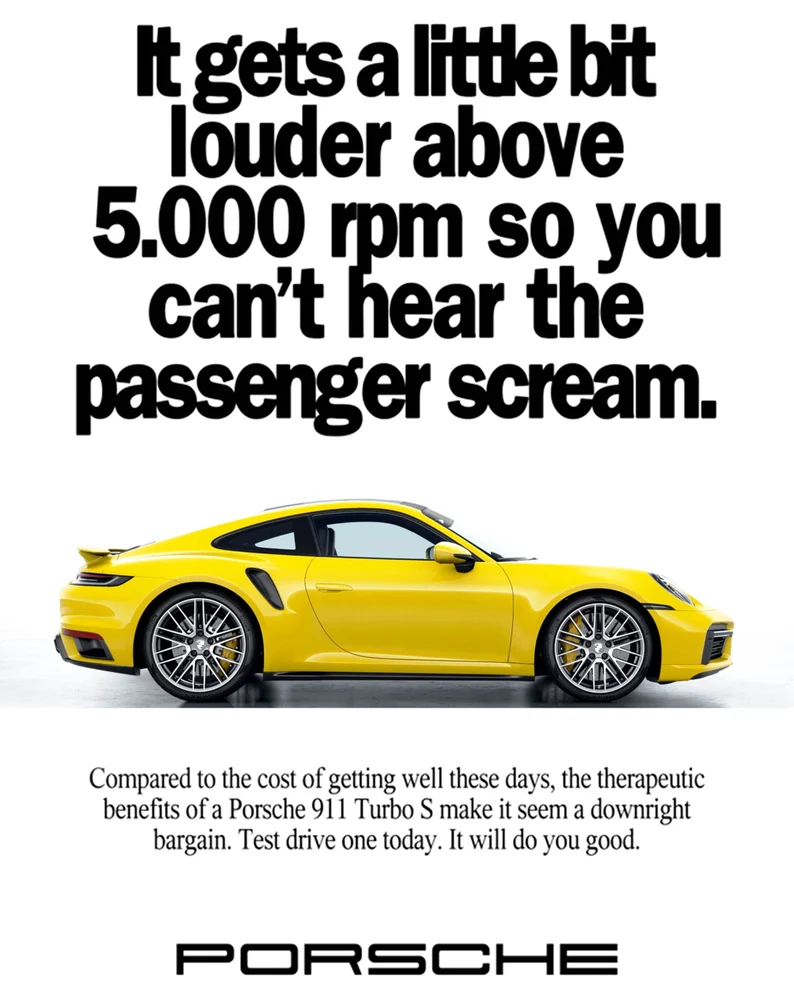 It gets a little bit
louder above
5.000 rpm so you
can't hear the
passenger scream.
Compared to the cost of getting well these days, the therapeutic
benefits of a Porsche 911 Turbo S make it seem a downright
bargain. Test drive one today. It will do you good.
PORSCHE